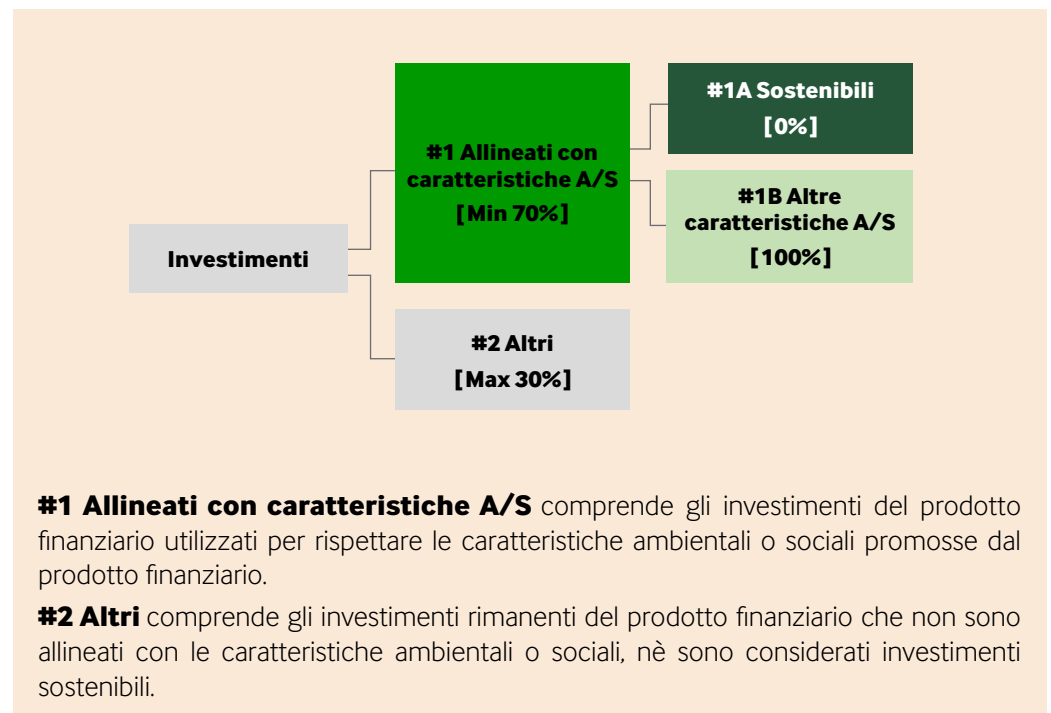 #1A Sostenibili
[0%]
#1 Allineati con
caratteristiche A/S
[Min 70%]
#1B Altre
caratteristiche A/S
[100%]
Investimenti
#2 Altri
[Max 30%]
#1 Allineati con caratteristiche A/S comprende gli investimenti del prodotto
finanziario utilizzati per rispettare le caratteristiche ambientali o sociali promosse dal
prodotto finanziario.
#2 Altri comprende gli investimenti rimanenti del prodotto finanziario che non sono
allineati con le caratteristiche ambientali o sociali, nè sono considerati investimenti
sostenibili.